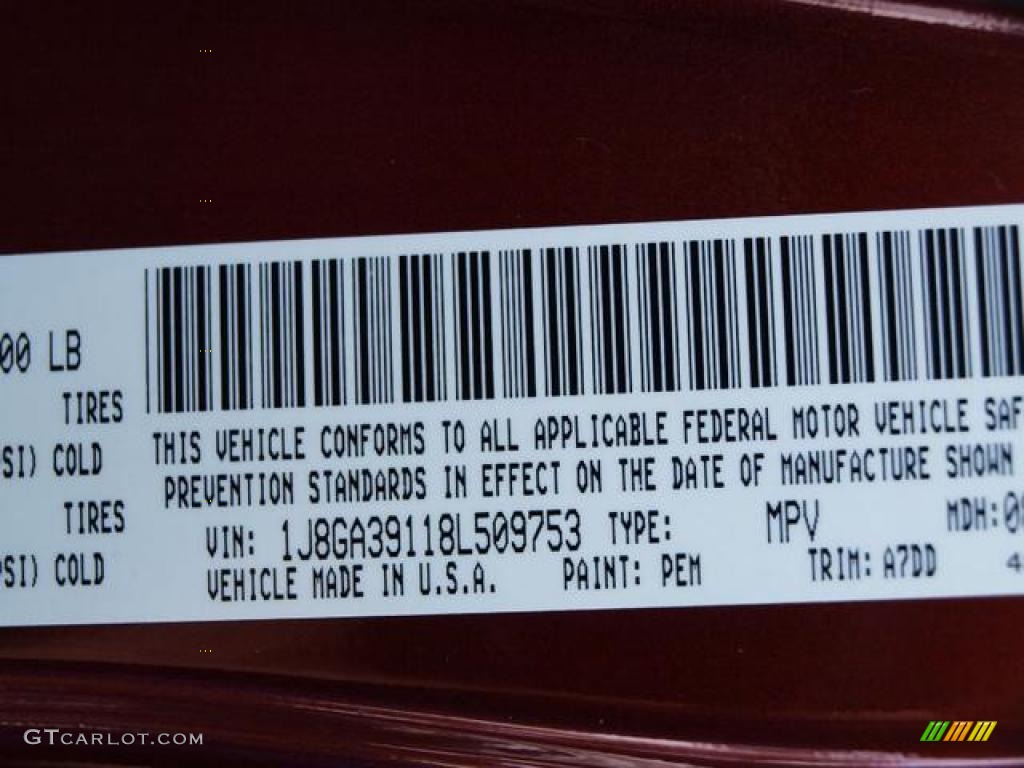 00 LB
TIRES
SI) COLD
TIRES
PSI) COLD
THIS VEHICLE CONFORMS TO ALL APPLICABLE FEDERAL MOTOR VEHICLE SAF
PREVENTION STANDARDS IN EFFECT ON THE DATE OF MANUFACTURE SHOWN
VIN: 1J8GA39118L509753 TYPE: MPV MDH:0
VEHICLE MADE IN U.S.A. PAINT: PEM TRIM: A7DD 4
GTCARLOT.COM